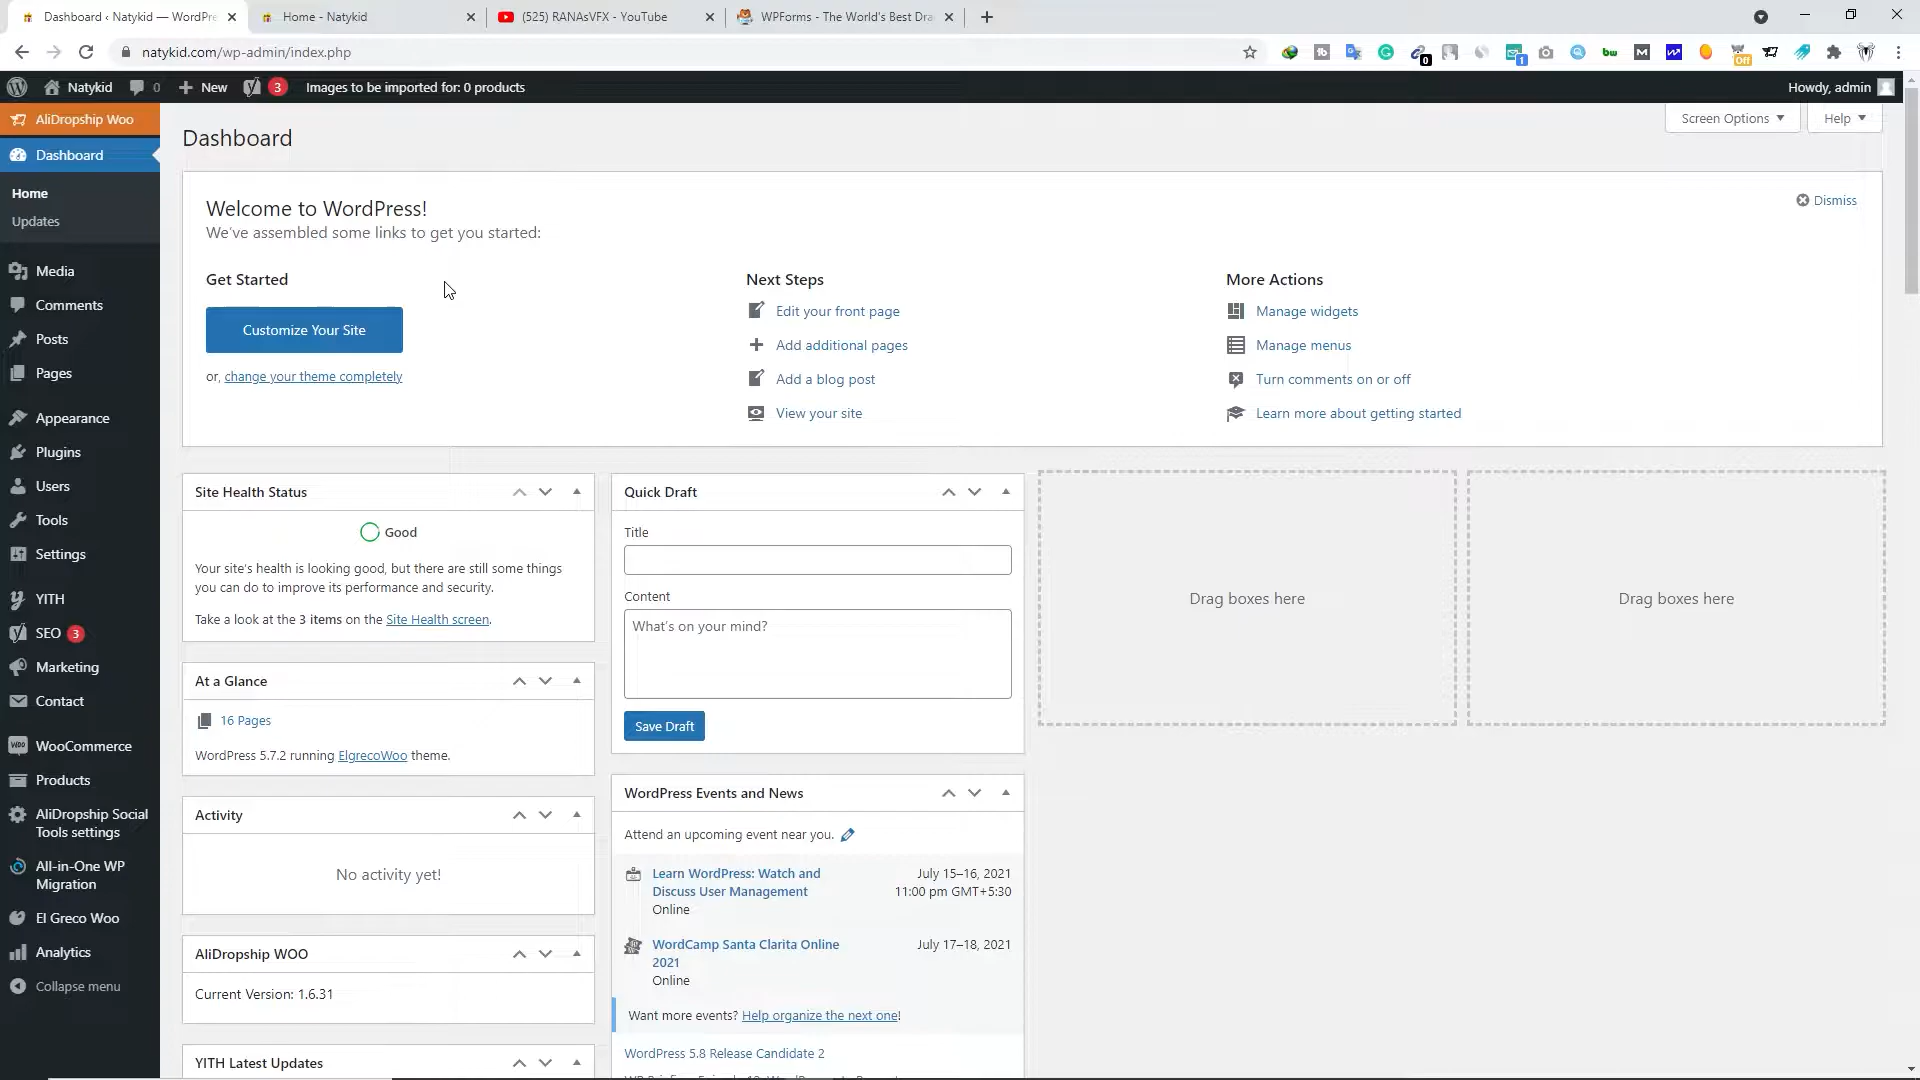 Dashboard ‹ Natykid — WordPre
Home - Natykid
(525) RANAsVFX - YouTube
WPForms - The World's Best Dra
natykid.com/wp-admin/index.php
0
1
Off
Natykid
0
New
3
Images to be imported for: 0 products
Howdy, admin
AliDropship Woo
Dashboard
Home
Updates
Media
Comments
Posts
Pages
Appearance
Plugins
Users
Tools
Settings
YITH
SEO 3
Marketing
Contact
WooCommerce
Products
AliDropship Social
Tools settings
All-in-One WP
Migration
El Greco Woo
Analytics
Collapse menu
Dashboard
Screen Options
Help
Welcome to WordPress!
We've assembled some links to get you started:
Dismiss
Get Started
Customize Your Site
or, change your theme completely
Next Steps
Edit your front page
Add additional pages
Add a blog post
View your site
More Actions
Manage widgets
Manage menus
Turn comments on or off
Learn more about getting started
Site Health Status
Good
Your site's health is looking good, but there are still some things
you can do to improve its performance and security.
Take a look at the 3 items on the Site Health screen.
At a Glance
16 Pages
WordPress 5.7.2 running ElgrecoWoo theme.
Activity
No activity yet!
AliDropship WOO
Current Version: 1.6.31
YITH Latest Updates
Quick Draft
Title
Content
What's on your mind?
Save Draft
WordPress Events and News
Attend an upcoming event near you.
Learn WordPress: Watch and
Discuss User Management
Online
July 15–16, 2021
11:00 pm GMT+5:30
WordCamp Santa Clarita Online
2021
Online
July 17–18, 2021
Want more events? Help organize the next one!
WordPress 5.8 Release Candidate 2
Drag boxes here
Drag boxes here